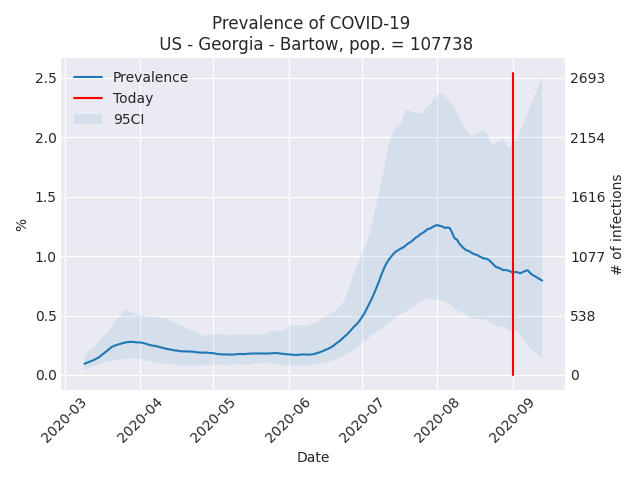 Prevalence of COVID-19
US - Georgia - Bartow, pop. = 107738
Prevalence
Today
95CI
2.5
2.0
1.5
1.0
0.5
0.0
%
2693
2154
1616
1077
538
0
# of infections
2020-03
2020-04
2020-05
2020-06
2020-07
2020-08
2020-09
Date